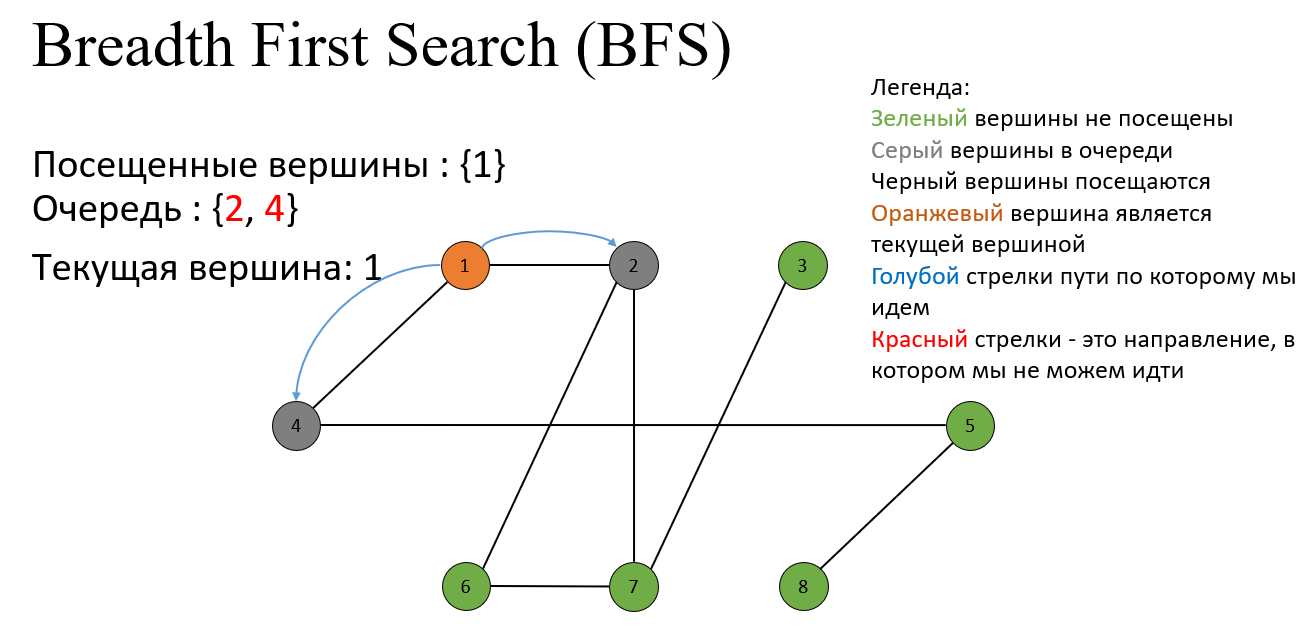 Breadth First Search (BFS)
Легенда:
Зеленый вершины не посещены
Серый вершины в очереди
Черный вершины посещаются
Оранжевый вершина является
текущей вершиной
Голубой стрелки пути по которому мы
идем
Красный стрелки - это направление, в
котором мы не можем идти
Посещенные вершины : {1}
Очередь : {2, 4}
Текущая вершина: 1
1
2
3
4
5
6
7
8